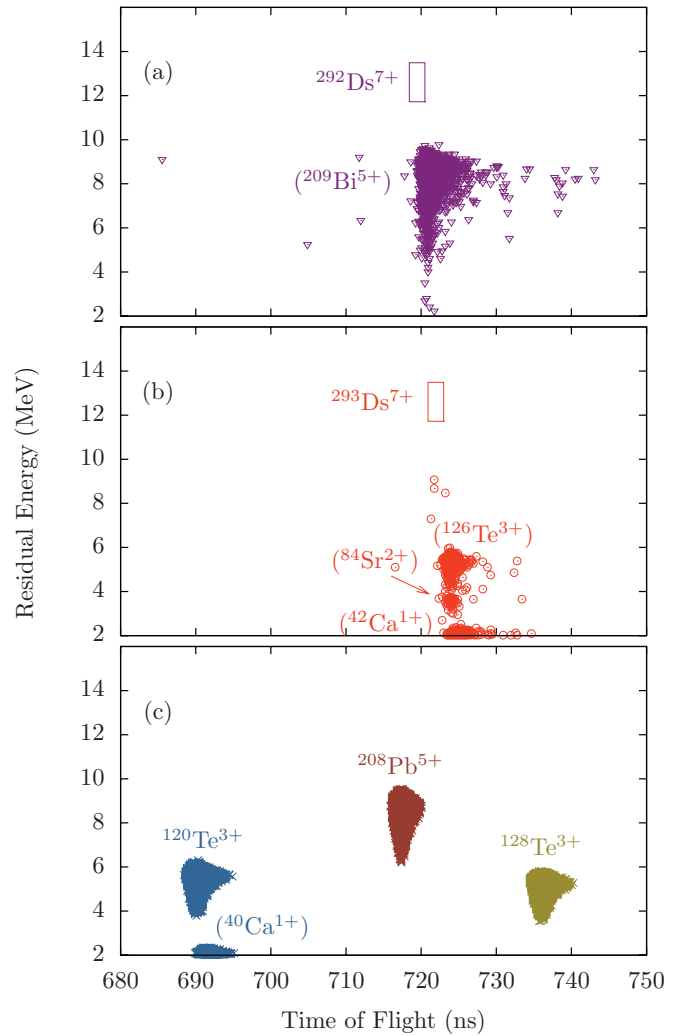 14
12
10
8
6
4
2
(a)
²⁹²Ds⁷⁺
(²⁰⁹Bi⁵⁺)
14
12
10
8
6
4
2
(b)
²⁹³Ds⁷⁺
(¹²⁶Te³⁺)
(⁸⁴Sr²⁺)
(⁴²Ca¹⁺)
Residual Energy (MeV)
14
12
10
8
6
4
2
(c)
²⁰⁸Pb⁵⁺
¹²⁰Te³⁺
¹²⁸Te³⁺
(⁴⁰Ca¹⁺)
680 690 700 710 720 730 740 750
Time of Flight (ns)